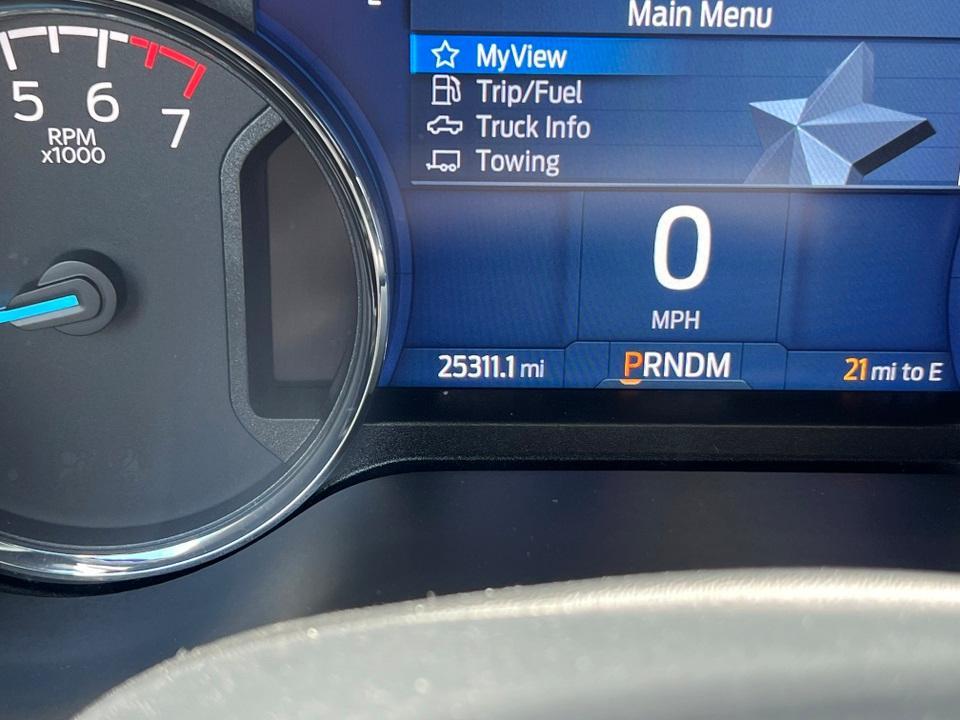 Main Menu
MyView
Trip/Fuel
Truck Info
Towing
5 6 7
RPM
x1000
0
MPH
25311.1 mi
PRNDM
21 mi to E